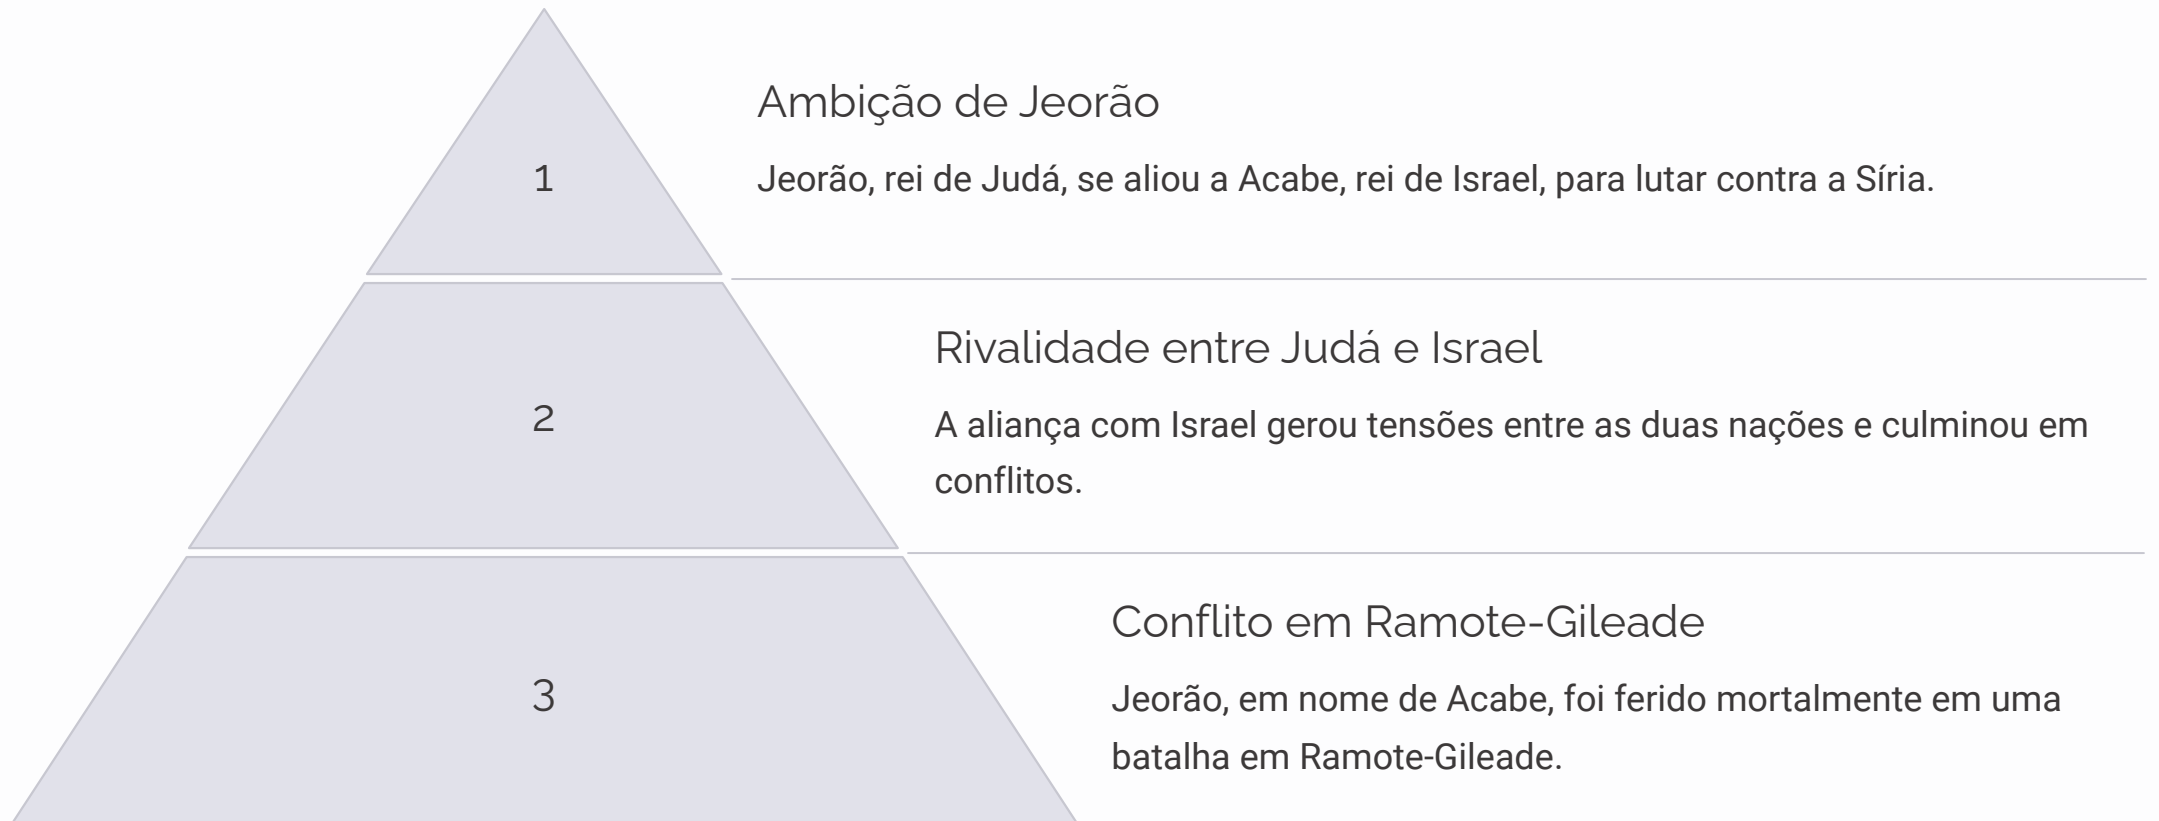 Ambição de Jeorão
1
Jeorão, rei de Judá, se aliou a Acabe, rei de Israel, para lutar contra a Síria.
Rivalidade entre Judá e Israel
2
A aliança com Israel gerou tensões entre as duas nações e culminou em
conflitos.
Conflito em Ramote-Gileade
3
Jeorão, em nome de Acabe, foi ferido mortalmente em uma
batalha em Ramote-Gileade.